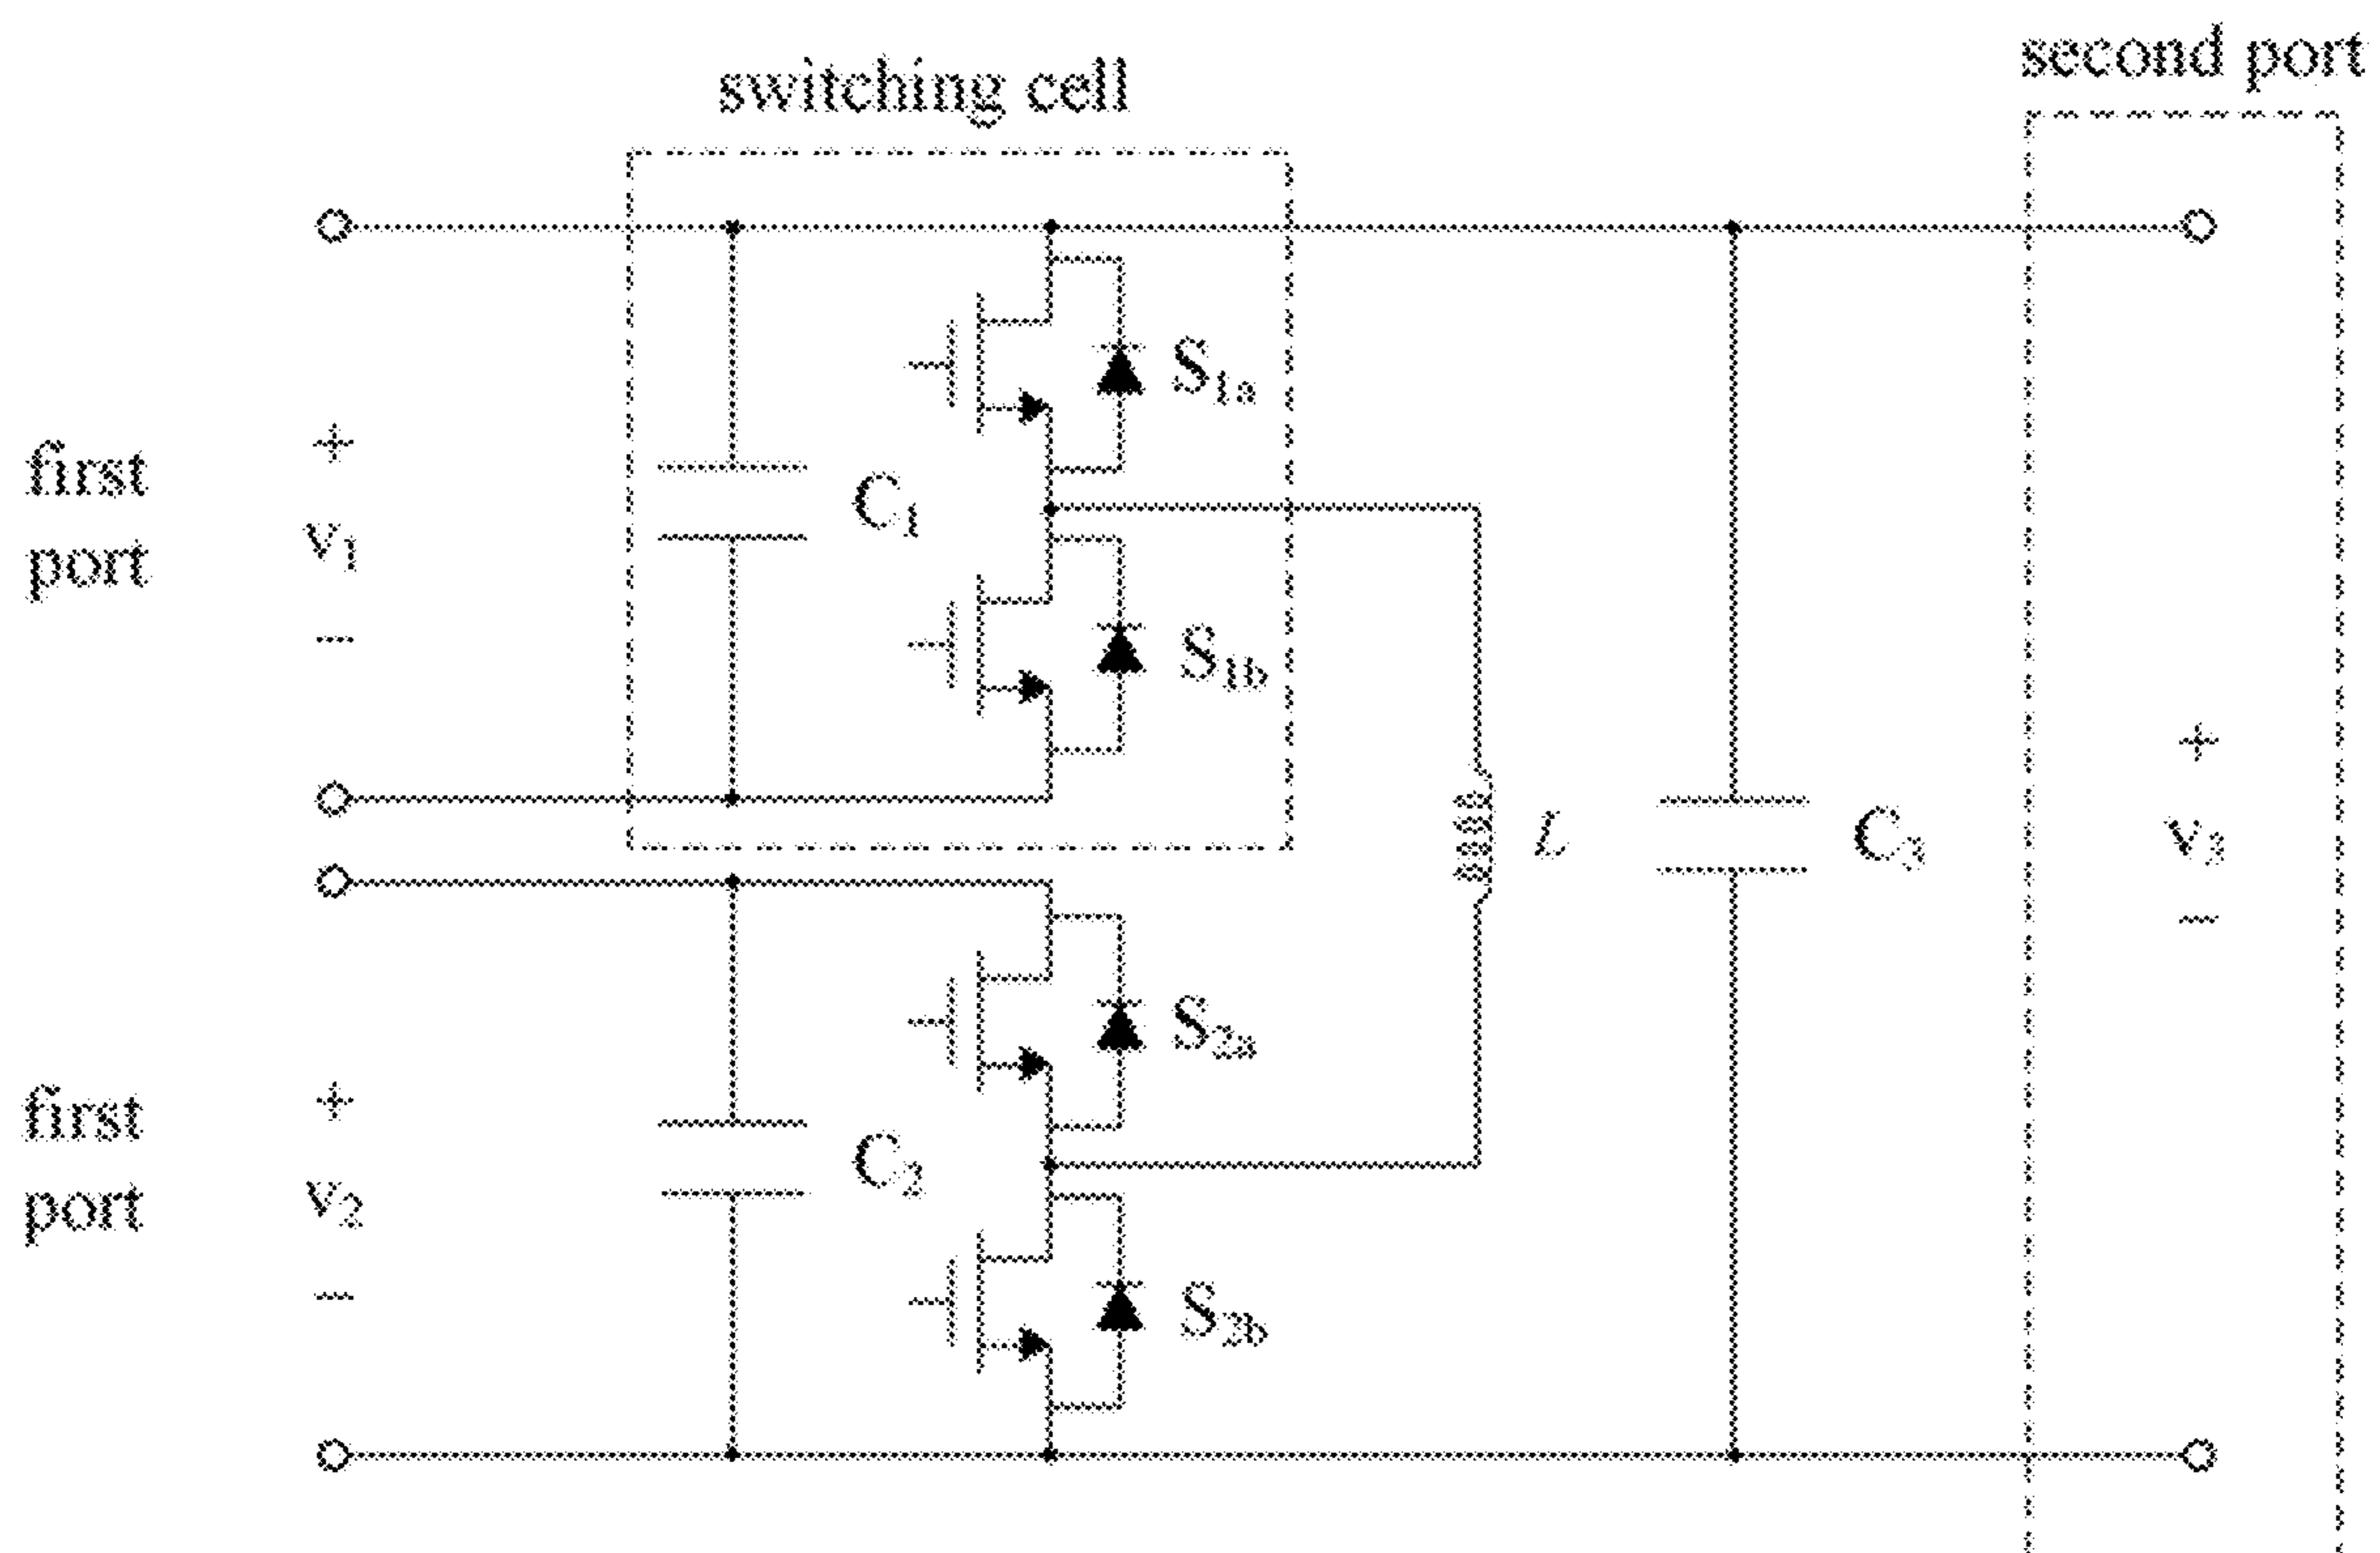 second port
switching cell
S1a
first
port
+
v1
−
C1
S1b
+
v3
−
L
C3
S2a
first
port
+
v2
−
C2
S2b